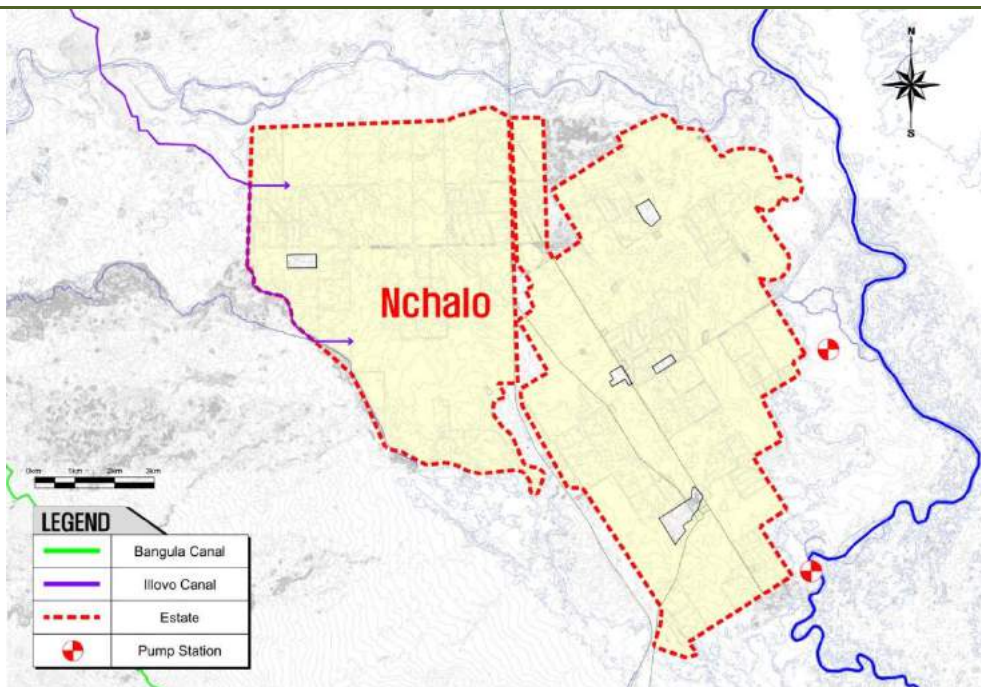 N
S
Nchalo
0km 1km 2km 3km
LEGEND
Bangula Canal
Illovo Canal
Estate
Pump Station